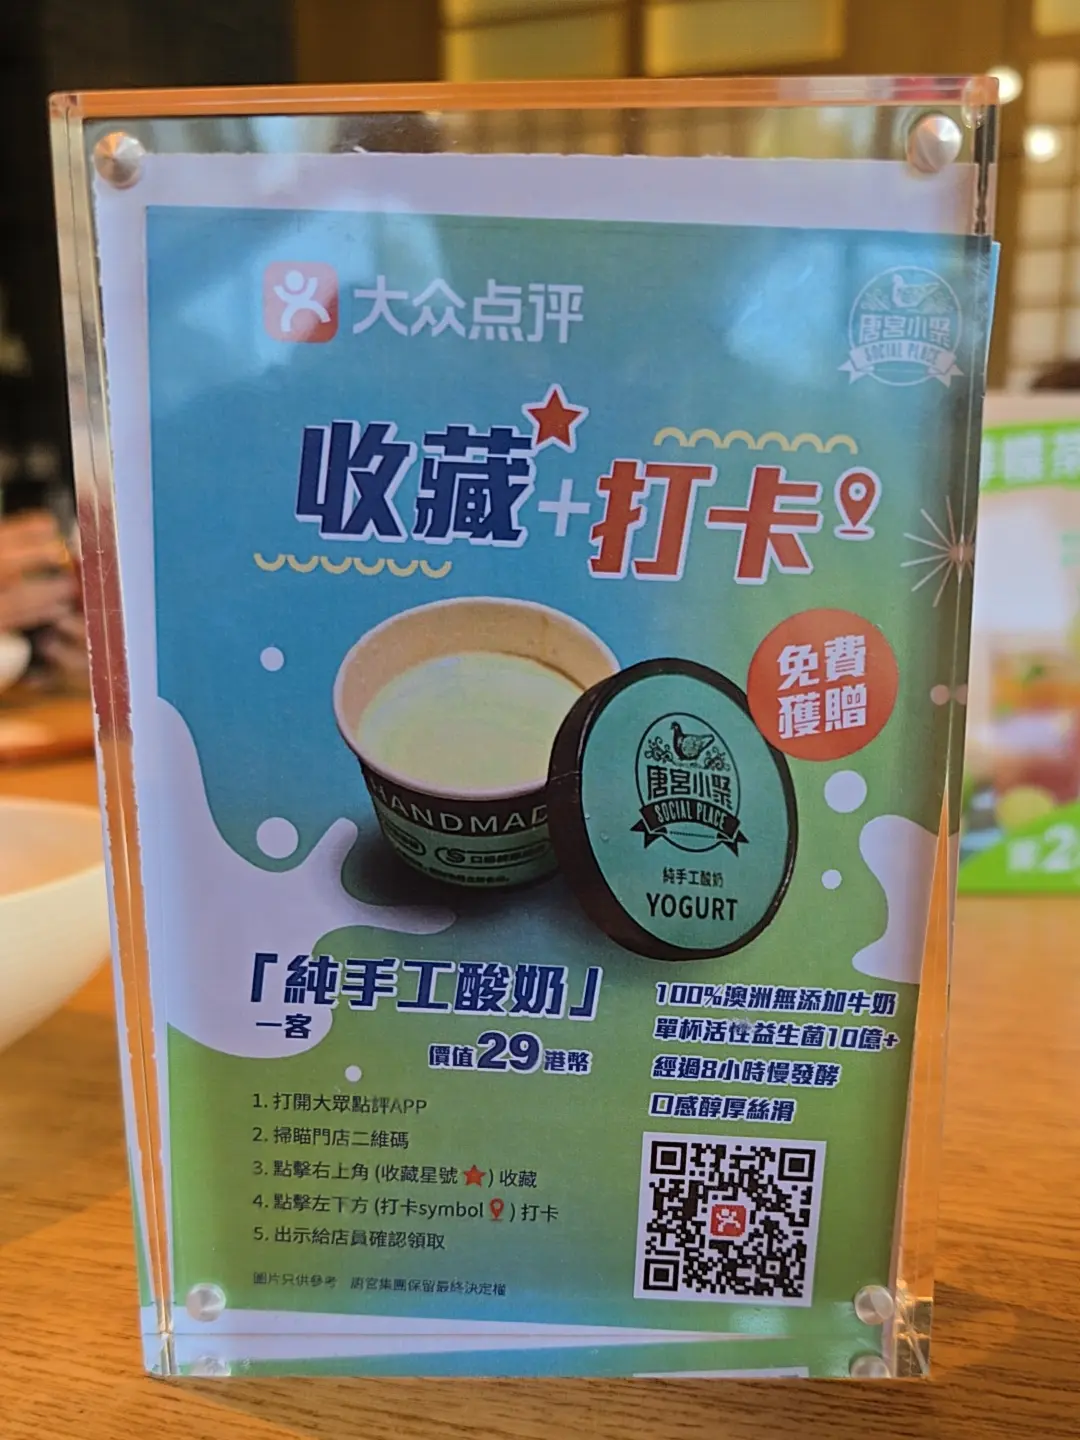 大众点评
唐宮小聚
SOCIAL PLACE
收藏+打卡
免費
獲贈
HANDMAD
唐宮小聚
SOCIAL PLACE
純手工酸奶
YOGURT
「純手工酸奶」
一客
價值29港幣
100%澳洲無添加牛奶
單杯活性益生菌10億+
經過8小時慢發酵
口感醇厚絲滑
1. 打開大眾點評APP
2. 掃瞄門店二維碼
3. 點擊右上角 (收藏星號) 收藏
4. 點擊左下方 (打卡symbol) 打卡
5. 出示給店員確認領取
圖片只供參考 唐宮集團保留最終決定權